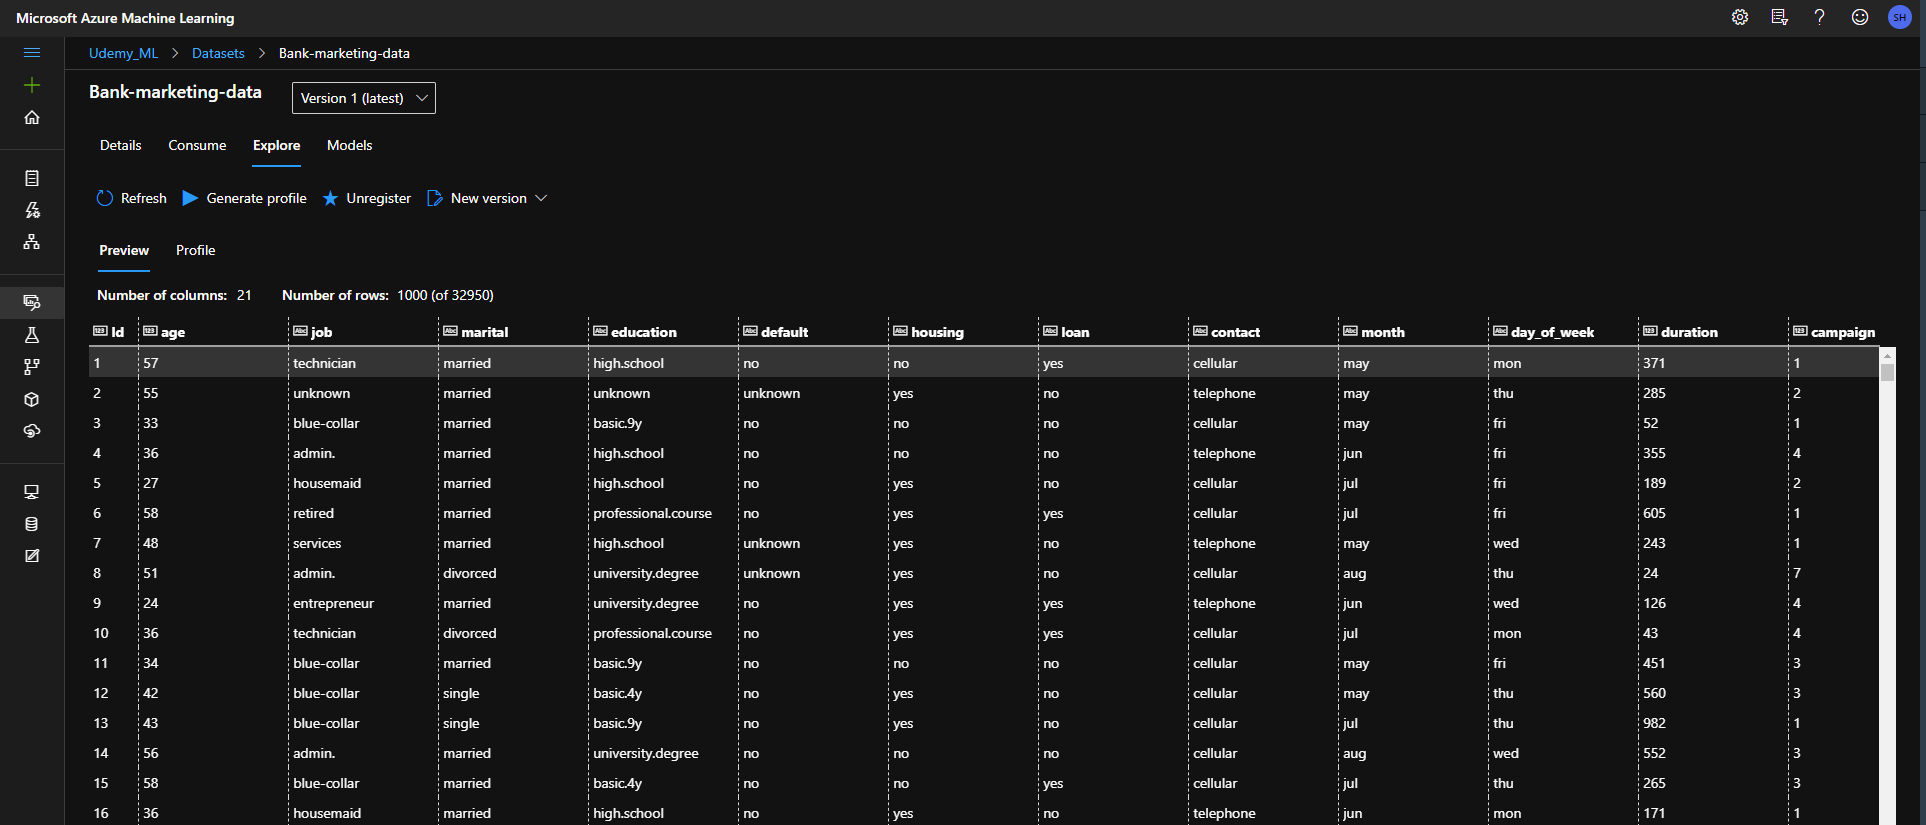 Microsoft Azure Machine Learning
SH
Udemy_ML > Datasets > Bank-marketing-data
Bank-marketing-data
Version 1 (latest)
Details Consume Explore Models
Refresh Generate profile Unregister New version
Preview Profile
Number of columns: 21 Number of rows: 1000 (of 32950)
123 Id 123 age Abc job Abc marital Abc education Abc default Abc housing Abc loan Abc contact Abc month Abc day_of_week 123 duration 123 campaign
1 57 technician married high.school no no yes cellular may mon 371 1
2 55 unknown married unknown unknown yes no telephone may thu 285 2
3 33 blue-collar married basic.9y no no no cellular may fri 52 1
4 36 admin. married high.school no no no telephone jun fri 355 4
5 27 housemaid married high.school no yes no cellular jul fri 189 2
6 58 retired married professional.course no yes yes cellular jul fri 605 1
7 48 services married high.school unknown yes no telephone may wed 243 1
8 51 admin. divorced university.degree unknown yes no cellular aug thu 24 7
9 24 entrepreneur married university.degree no yes yes telephone jun wed 126 4
10 36 technician divorced professional.course no yes yes cellular jul mon 43 4
11 34 blue-collar married basic.9y no no no cellular may fri 451 3
12 42 blue-collar single basic.4y no yes no cellular may thu 560 3
13 43 blue-collar single basic.9y no yes no cellular jul thu 982 1
14 56 admin. married university.degree no no no cellular aug wed 552 3
15 58 blue-collar married basic.4y no no yes cellular jul thu 265 3
16 36 housemaid married high.school no yes no telephone jun mon 171 1